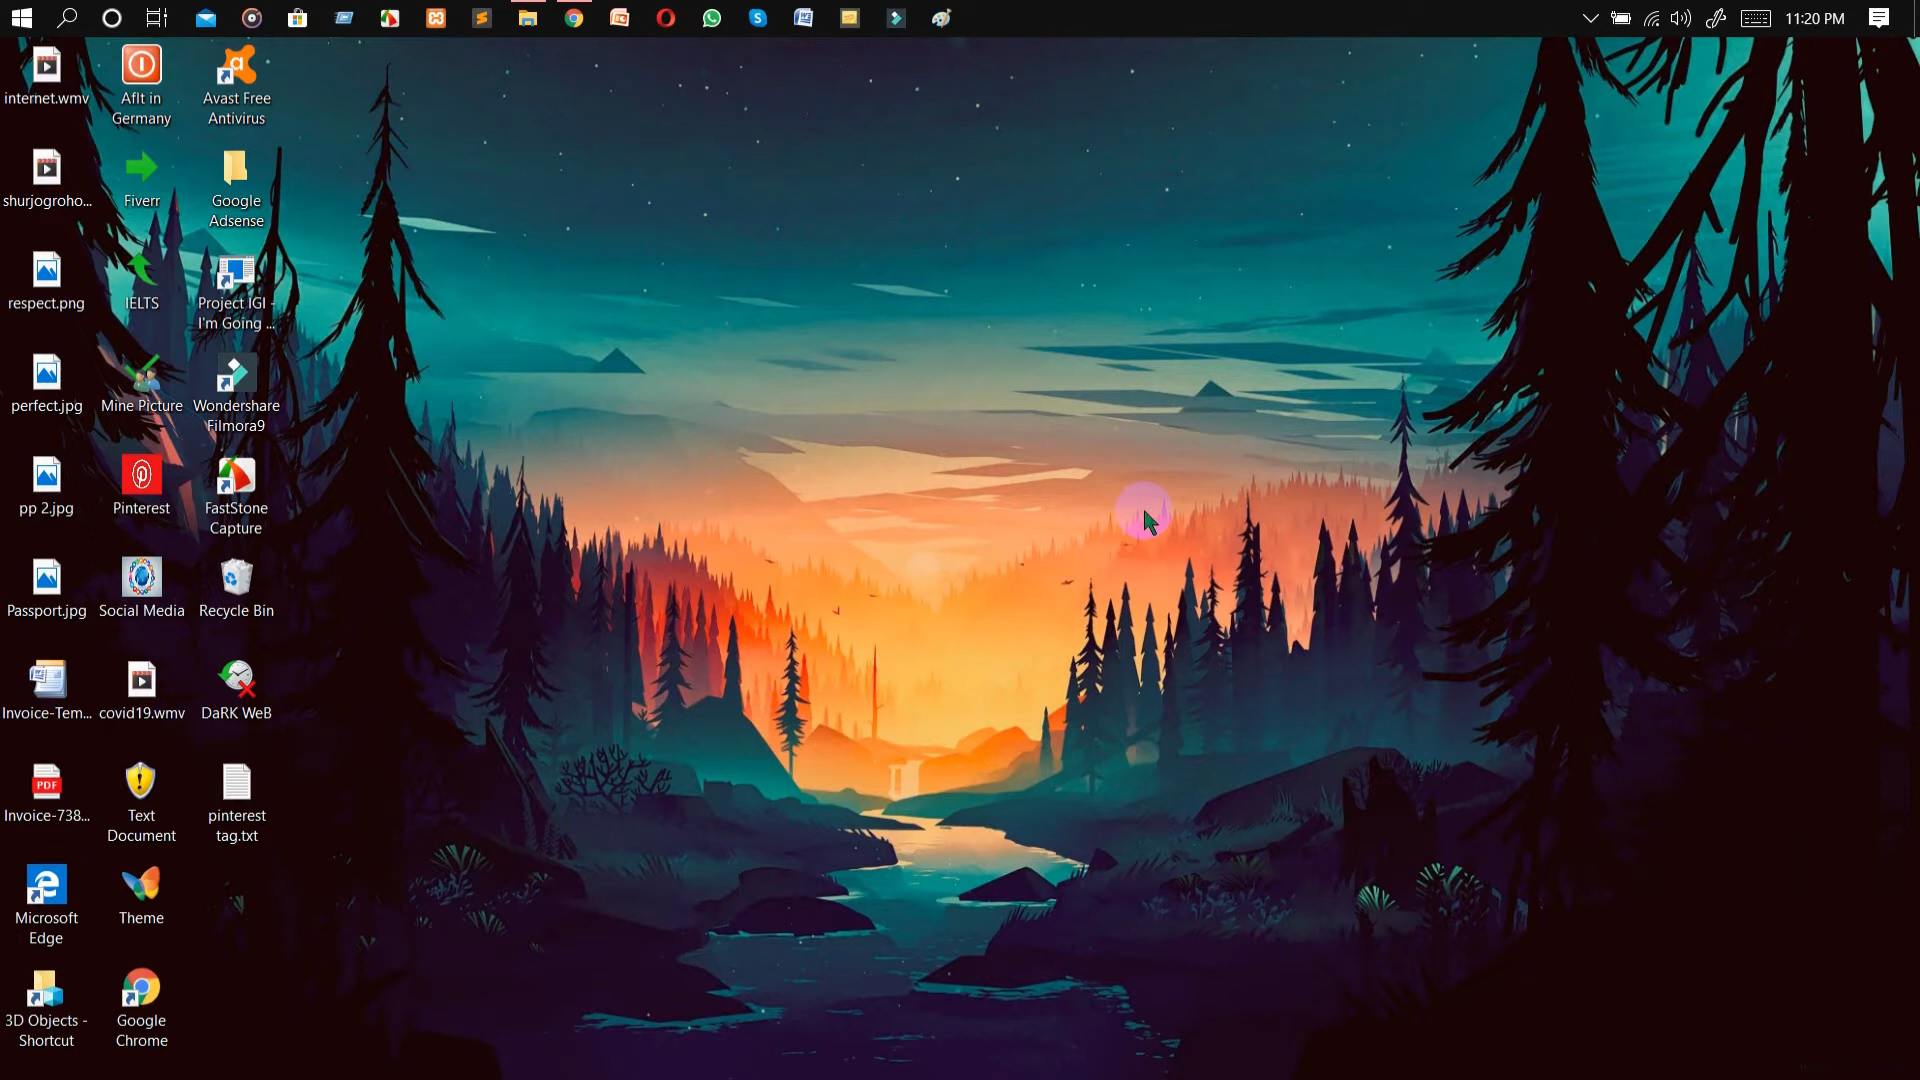 11:20 PM
internet.wmv
Aflt in
Germany
Avast Free
Antivirus
shurjogroho...
Fiverr
Google
Adsense
respect.png
IELTS
Project IGI -
I'm Going ...
perfect.jpg
Mine Picture
Wondershare
Filmora9
pp 2.jpg
Pinterest
FastStone
Capture
Passport.jpg
Social Media
Recycle Bin
Invoice-Tem...
covid19.wmv
DaRK WeB
PDF
Invoice-738...
Text
Document
pinterest
tag.txt
Microsoft
Edge
Theme
3D Objects -
Shortcut
Google
Chrome